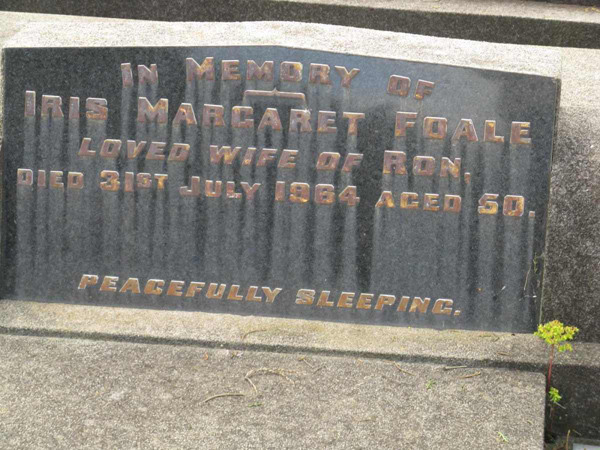 In Memory of
Iris Margaret Foale
Loved wife of Ron,
Died 31st July 1964 aged 50.
Peacefully sleeping.